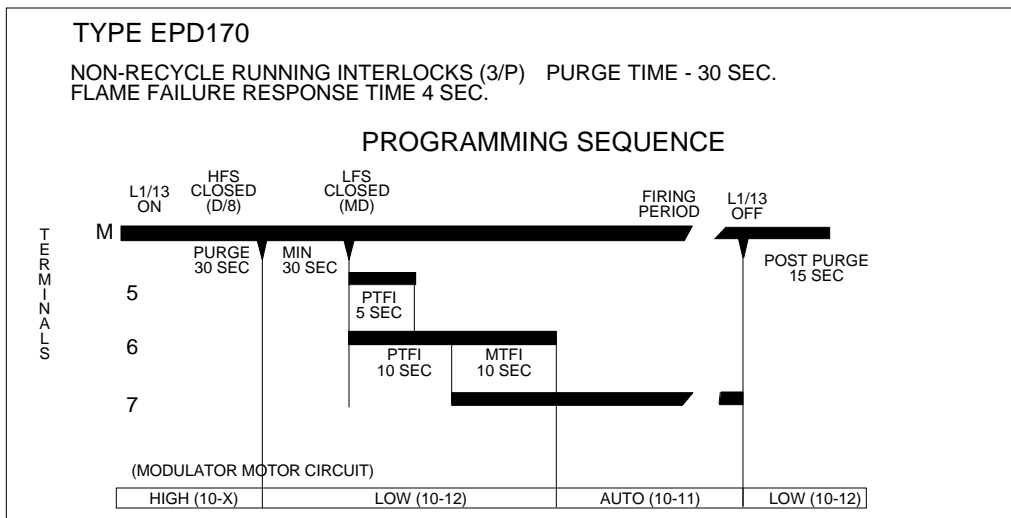 TYPE EPD170
NON-RECYCLE RUNNING INTERLOCKS (3/P) PURGE TIME - 30 SEC.
FLAME FAILURE RESPONSE TIME 4 SEC.
PROGRAMMING SEQUENCE
L1/13
ON
HFS
CLOSED
(D/8)
LFS
CLOSED
(MD)
FIRING
PERIOD
L1/13
OFF
TERMINALS
M
PURGE
30 SEC
MIN
30 SEC
POST PURGE
15 SEC
5
PTFI
5 SEC
6
PTFI
10 SEC
MTFI
10 SEC
7
(MODULATOR MOTOR CIRCUIT)
HIGH (10-X) LOW (10-12) AUTO (10-11) LOW (10-12)